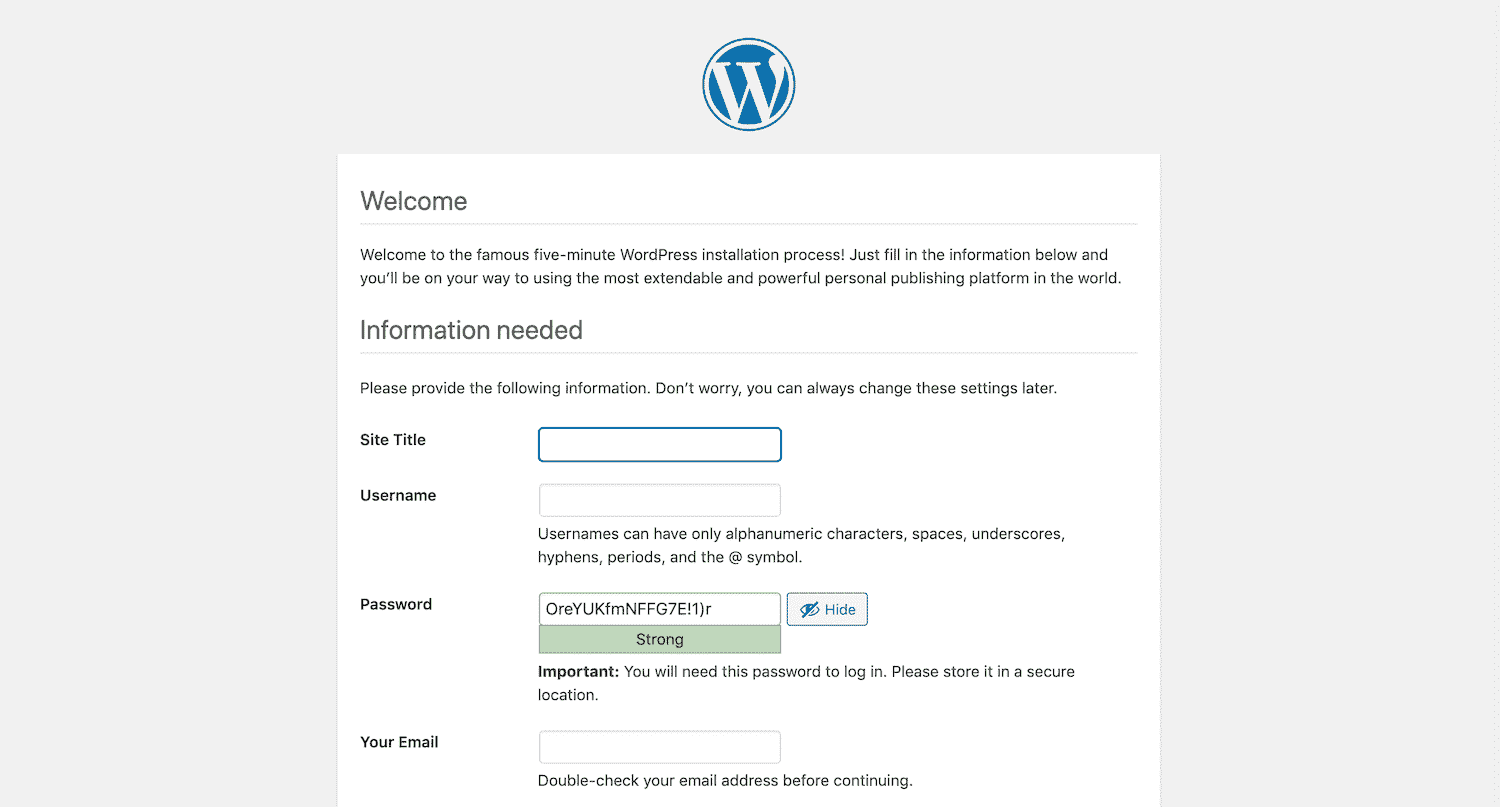 Welcome
Welcome to the famous five-minute WordPress installation process! Just fill in the information below and
you’ll be on your way to using the most extendable and powerful personal publishing platform in the world.
Information needed
Please provide the following information. Don’t worry, you can always change these settings later.
Site Title
Username
Usernames can have only alphanumeric characters, spaces, underscores,
hyphens, periods, and the @ symbol.
Password
OreYUKfmNFFG7E!1)r
Hide
Strong
Important: You will need this password to log in. Please store it in a secure
location.
Your Email
Double-check your email address before continuing.